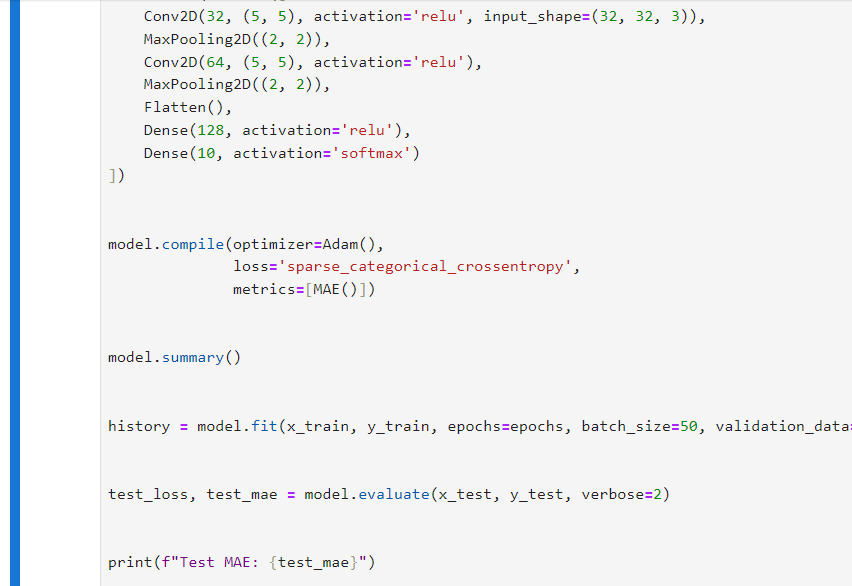 Conv2D(32, (5, 5), activation='relu', input_shape=(32, 32, 3)),
MaxPooling2D((2, 2)),
Conv2D(64, (5, 5), activation='relu'),
MaxPooling2D((2, 2)),
Flatten(),
Dense(128, activation='relu'),
Dense(10, activation='softmax')
])
model.compile(optimizer=Adam(),
loss='sparse_categorical_crossentropy',
metrics=[MAE()])
model.summary()
history = model.fit(x_train, y_train, epochs=epochs, batch_size=50, validation_data=
test_loss, test_mae = model.evaluate(x_test, y_test, verbose=2)
print(f"Test MAE: {test_mae}")